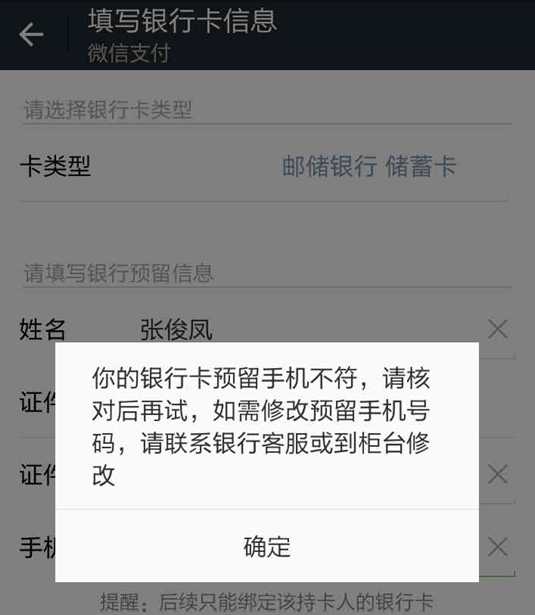 填写银行卡信息
微信支付
请选择银行卡类型
卡类型 邮储银行 储蓄卡
请填写银行预留信息
姓名 张俊凤
你的银行卡预留手机不符，请核
对后再试，如需修改预留手机号
码，请联系银行客服或到柜台修
改
证
证
手
确定
提醒：后续只能绑定该持卡人的银行卡